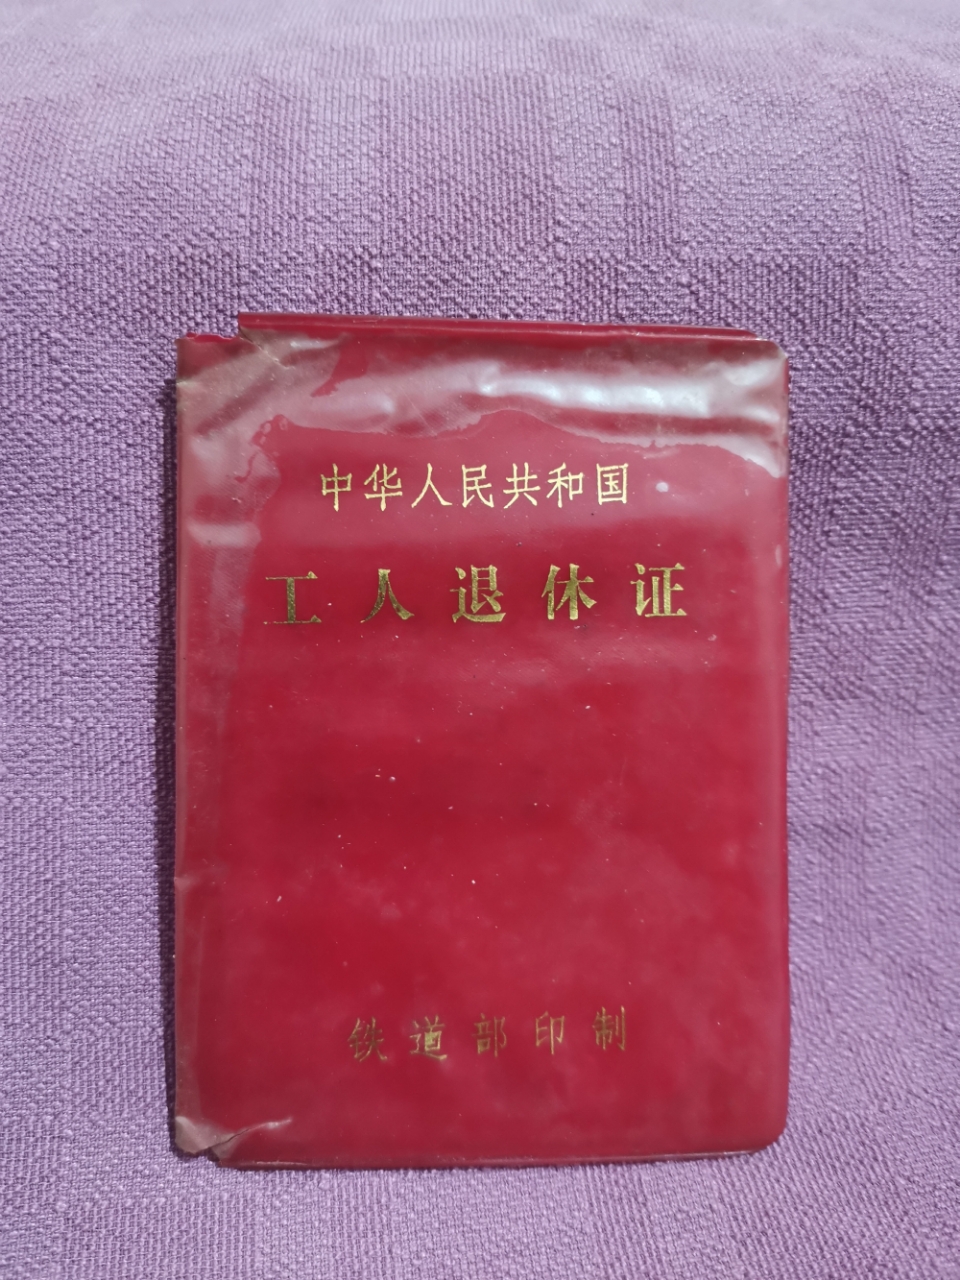 中华人民共和国
工人退休证
铁道部印制